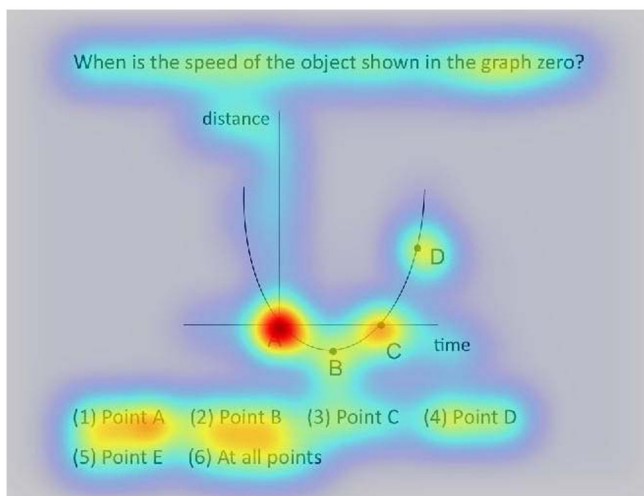 When is the speed of the object shown in the graph zero?
distance
D
A
C
time
B
(1) Point A (2) Point B (3) Point C (4) Point D
(5) Point E (6) At all points